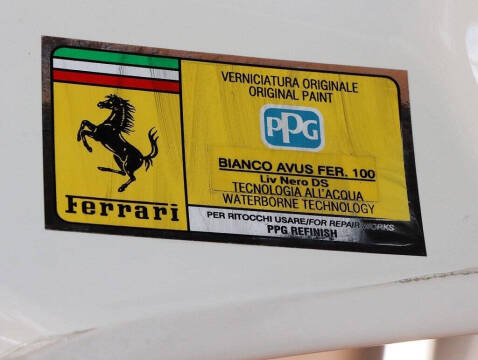 Ferrari
VERNICIATURA ORIGINALE
ORIGINAL PAINT
PPG
BIANCO AVUS FER. 100
Liv Nero DS
TECNOLOGIA ALL'ACQUA
WATERBORNE TECHNOLOGY
PER RITOCCHI USARE/FOR REPAIR WORKS
PPG REFINISH